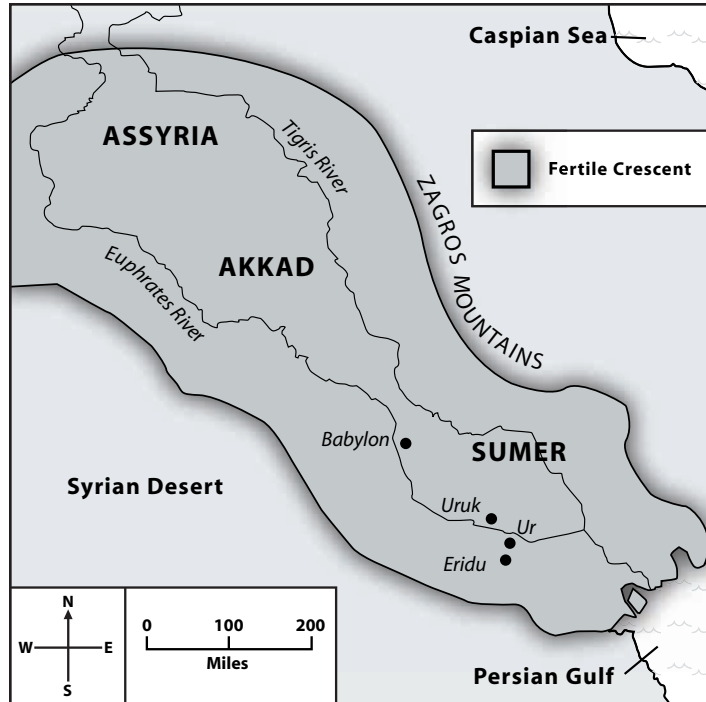 Caspian Sea
ASSYRIA
Tigris River
Fertile Crescent
ZAGROS MOUNTAINS
AKKAD
Euphrates River
Babylon
SUMER
Syrian Desert
Uruk
Ur
Eridu
N
W E
S
0 100 200
Miles
Persian Gulf